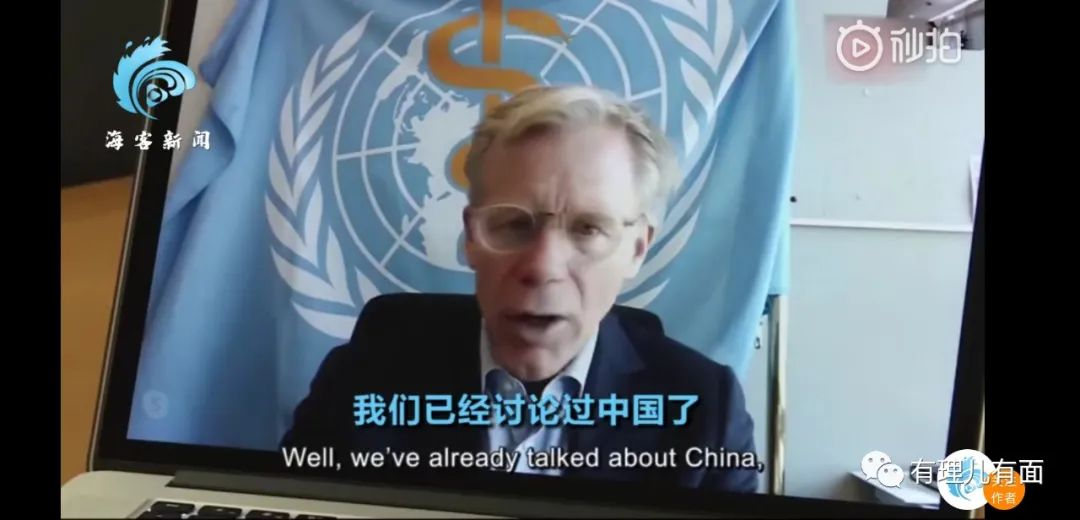 海客新闻
秒拍
我们已经讨论过中国了
Well, we've already talked about China,
有理儿有面
作者